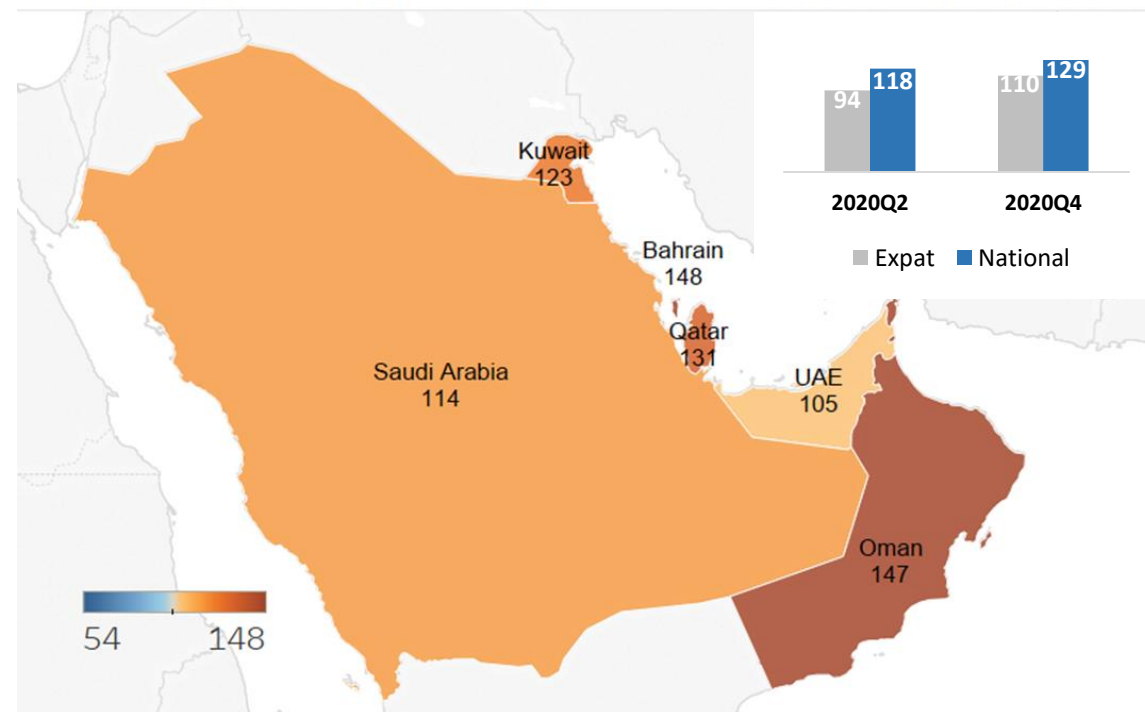 94
118
110
129
2020Q2
2020Q4
Expat
National
Kuwait
123
Bahrain
148
Qatar
131
Saudi Arabia
114
UAE
105
Oman
147
54
148